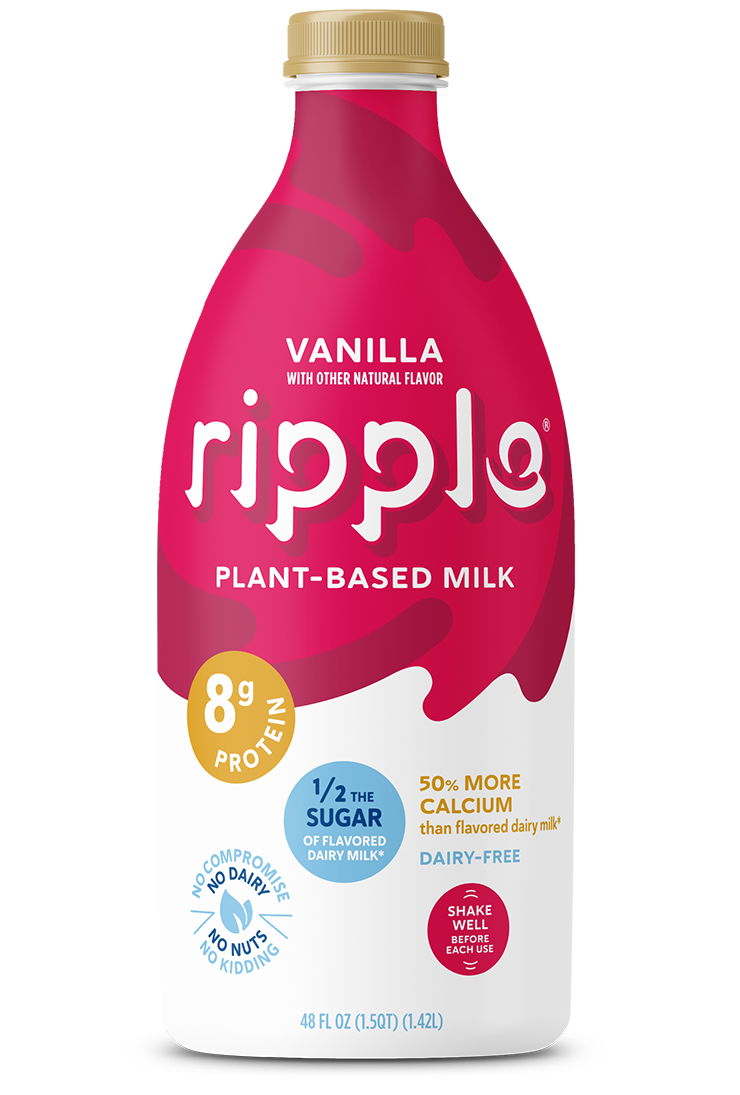 VANILLA
WITH OTHER NATURAL FLAVOR
ripple®
PLANT-BASED MILK
8g
PROTEIN
1/2 THE
SUGAR
OF FLAVORED
DAIRY MILK*
50% MORE
CALCIUM
than flavored dairy milk*
DAIRY-FREE
NO COMPROMISE
NO DAIRY
NO NUTS
NO KIDDING
SHAKE
WELL
BEFORE
EACH USE
48 FL OZ (1.5QT) (1.42L)